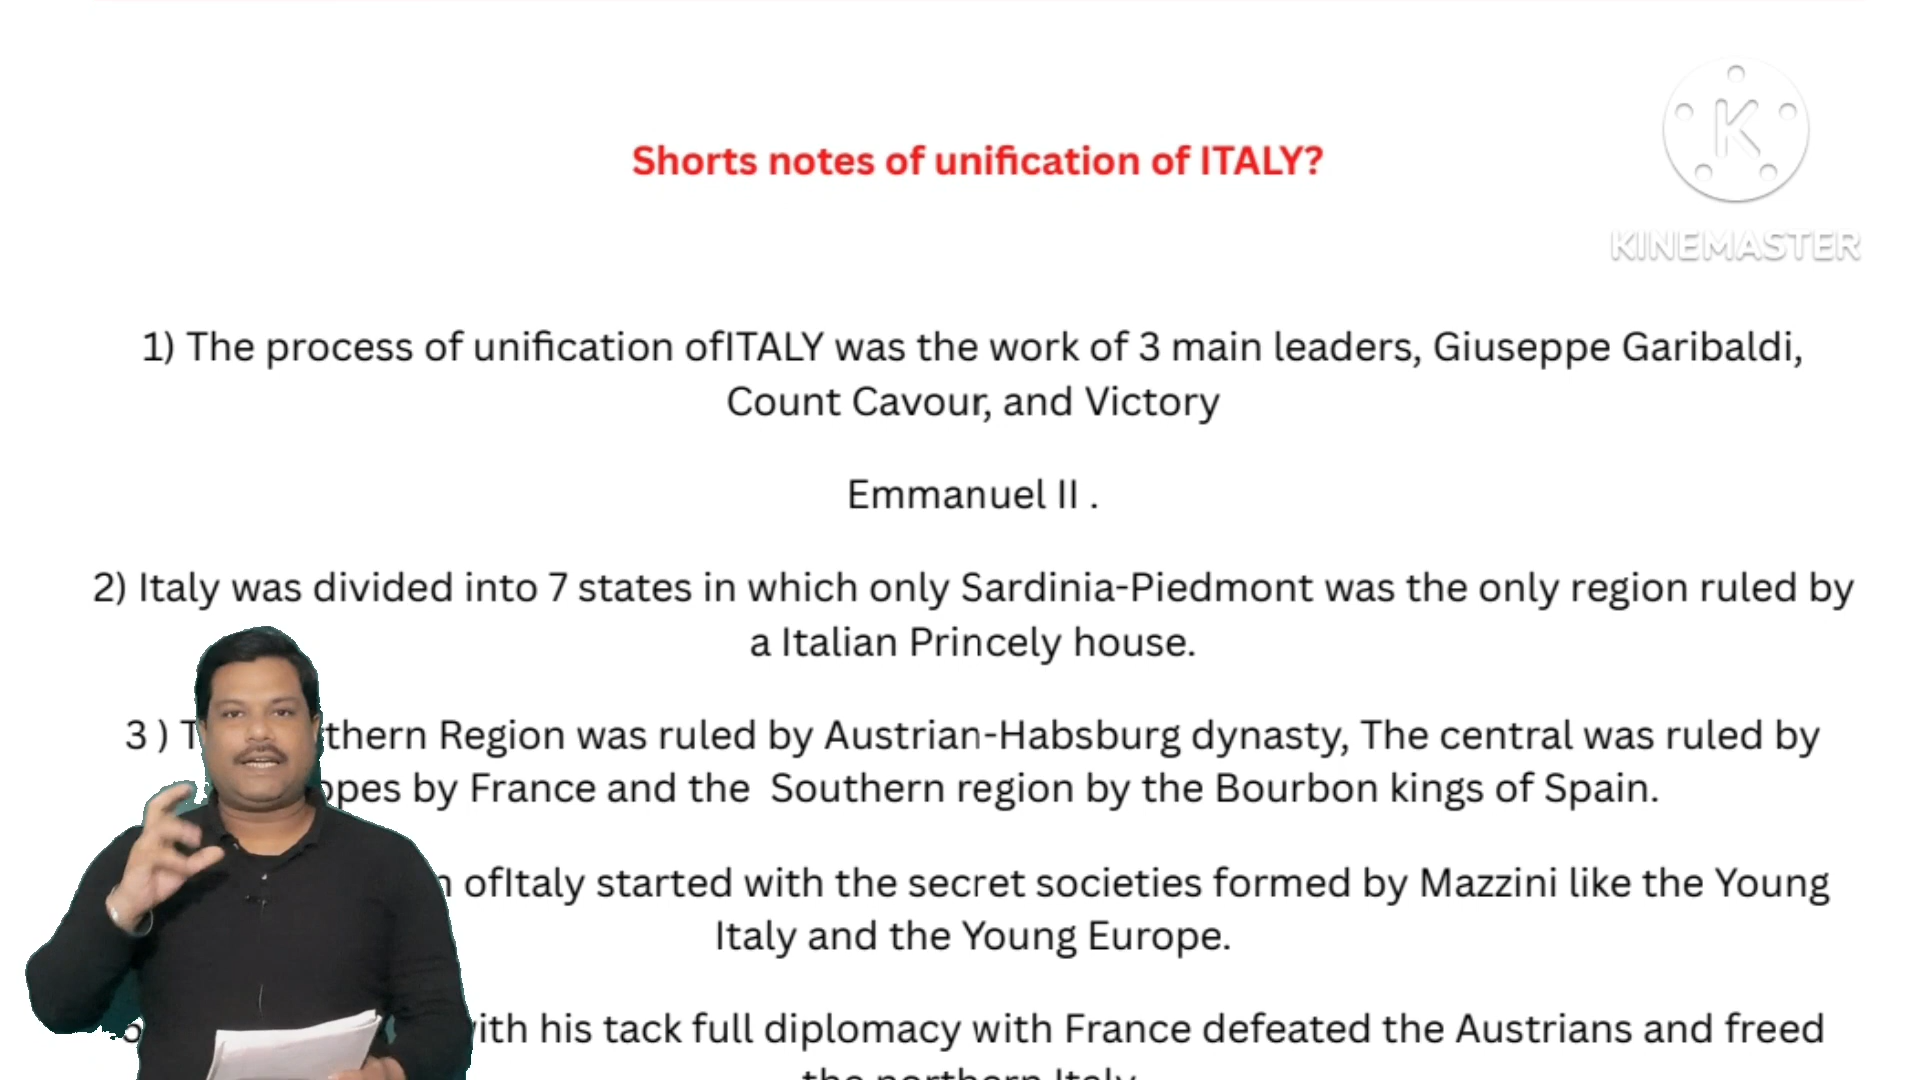 Shorts notes of unification of ITALY?
KINEMASTER
1) The process of unification ofITALY was the work of 3 main leaders, Giuseppe Garibaldi,
Count Cavour, and Victory
Emmanuel II .
2) Italy was divided into 7 states in which only Sardinia-Piedmont was the only region ruled by
a Italian Princely house.
3 ) Region was ruled by Austrian-Habsburg dynasty, The central was ruled by
by France and the Southern region by the Bourbon kings of Spain.
ofItaly started with the secret societies formed by Mazzini like the Young
Italy and the Young Europe.
his tack full diplomacy with France defeated the Austrians and freed
the northern Italy